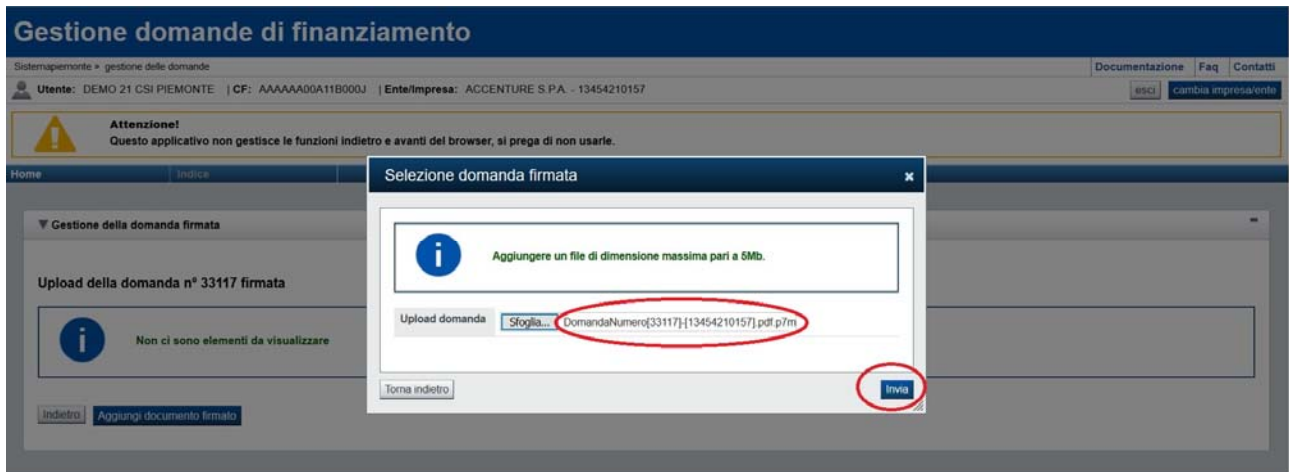 Gestione domande di finanziamento
Sistemapiemonte » gestione delle domande
Documentazione Faq Contatti
Utente: DEMO 21 CSI PIEMONTE | CF: AAAAAA00A11B000J | Ente/Impresa: ACCENTURE S.P.A. - 13454210157
esci cambia impresa/ente
Attenzione!
Questo applicativo non gestisce le funzioni indietro e avanti del browser, si prega di non usarle.
Home Indice
Selezione domanda firmata
Gestione della domanda firmata
Aggiungere un file di dimensione massima pari a 5Mb.
Upload della domanda n° 33117 firmata
Upload domanda Sfoglia... DomandaNumero[33117]-[13454210157].pdf.p7m
Non ci sono elementi da visualizzare
Torna indietro Invia
Indietro Aggiungi documento firmato